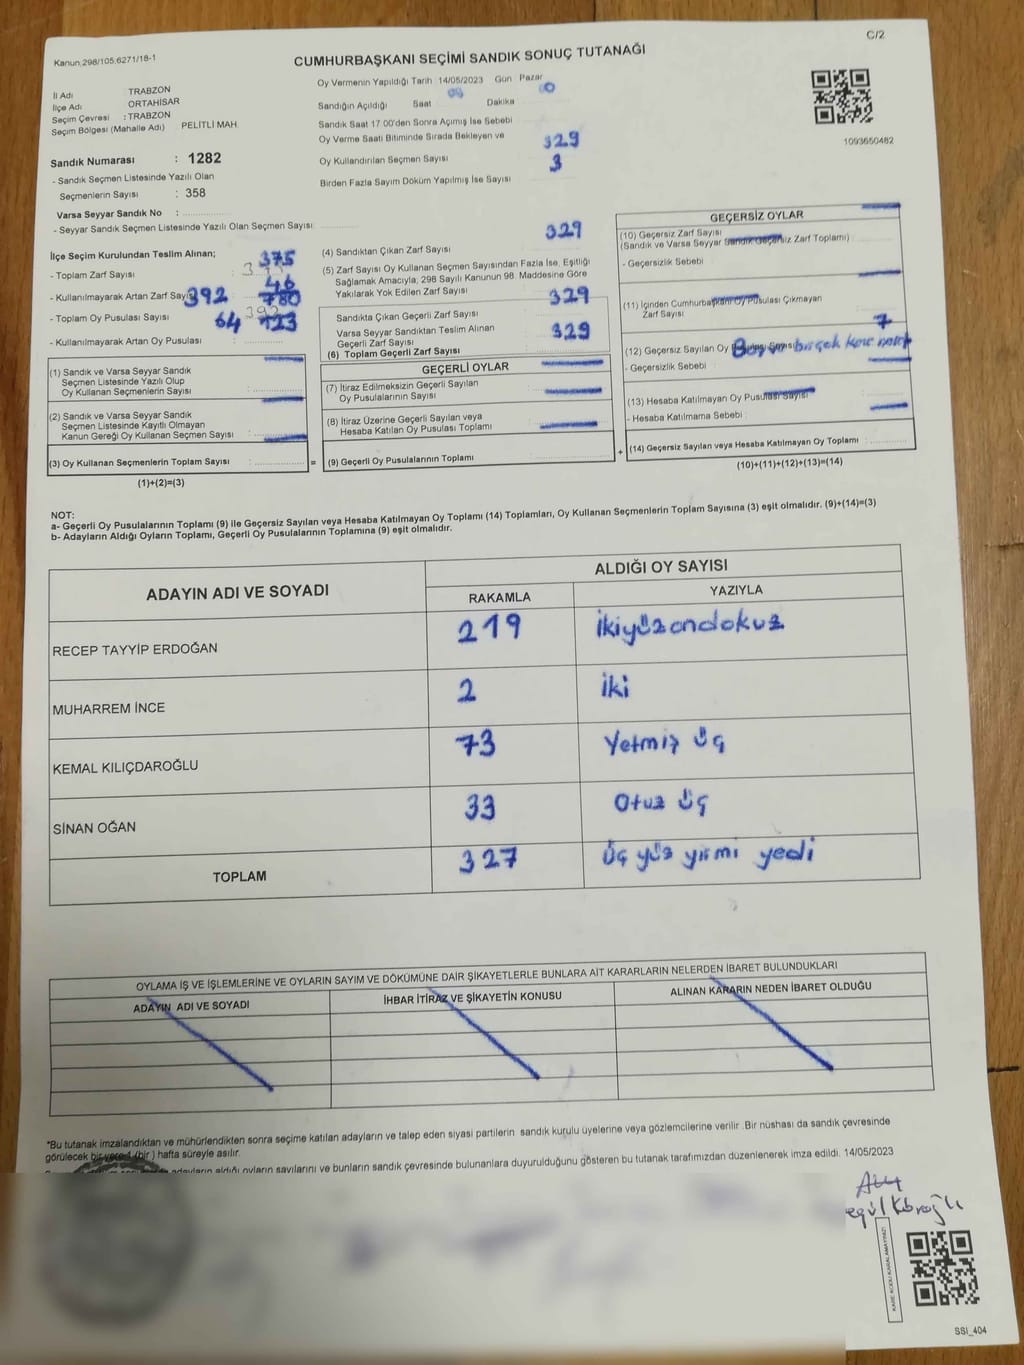 C/2
Kanun.298/105.6271/18-1
CUMHURBAŞKANI SEÇİMİ SANDIK SONUÇ TUTANAĞI
İl Adı TRABZON
İlçe Adı ORTAHİSAR
Seçim Çevresi : TRABZON
Seçim Bölgesi (Mahalle Adı) PELİTLİ MAH.
Sandık Numarası : 1282
- Sandık Seçmen Listesinde Yazılı Olan
Seçmenlerin Sayısı : 358
Varsa Seyyar Sandık No :
- Seyyar Sandık Seçmen Listesinde Yazılı Olan Seçmen Sayısı:
Oy Vermenin Yapıldığı Tarih 14/05/2023 Gün Pazar
Sandığın Açıldığı Saat Dakika
Sandık Saat 17:00'den Sonra Açımış İse Sebebi
Oy Verme Saati Bitiminde Sırada Bekleyen ve
329
Oy Kullandırılan Seçmen Sayısı
3
Birden Fazla Sayım Döküm Yapılmış İse Sayısı
1093650482
İlçe Seçim Kurulundan Teslim Alınan;
375
- Toplam Zarf Sayısı
46
- Kullanılmayarak Artan Zarf Sayısı
392 780
- Toplam Oy Pusulası Sayısı
392
64 123
- Kullanılmayarak Artan Oy Pusulası
329
(4) Sandıktan Çıkan Zarf Sayısı
(5) Zarf Sayısı Oy Kullanan Seçmen Sayısından Fazla İse, Eşitliği
Sağlamak Amacıyla; 298 Sayılı Kanunun 98. Maddesine Göre
Yakılarak Yok Edilen Zarf Sayısı
329
Sandıkta Çıkan Geçerli Zarf Sayısı
Varsa Seyyar Sandıktan Teslim Alınan
Geçerli Zarf Sayısı
329
(6) Toplam Geçerli Zarf Sayısı
GEÇERSİZ OYLAR
(10) Geçersiz Zarf Sayısı
(Sandık ve Varsa Seyyar Sandık Geçersiz Zarf Toplamı)
- Geçersizlik Sebebi
(11) İçinden Cumhurbaşkanı Oy Pusulası Çıkmayan
Zarf Sayısı
(12) Geçersiz Sayılan Oy Pusulası Sayısı
- Geçersizlik Sebebi
(13) Hesaba Katılmayan Oy Pusulası Sayısı
- Hesaba Katılmama Sebebi
(14) Geçersiz Sayılan veya Hesaba Katılmayan Oy Toplamı
(10)+(11)+(12)+(13)=(14)
(1) Sandık ve Varsa Seyyar Sandık
Seçmen Listesinde Yazılı Olup
Oy Kullanan Seçmenlerin Sayısı
(2) Sandık ve Varsa Seyyar Sandık
Seçmen Listesinde Kayıtlı Olmayan
Kanun Gereği Oy Kullanan Seçmen Sayısı
(3) Oy Kullanan Seçmenlerin Toplam Sayısı
(1)+(2)=(3)
=
GEÇERLİ OYLAR
(7) İtiraz Edilmeksizin Geçerli Sayılan
Oy Pusulalarının Sayısı
(8) İtiraz Üzerine Geçerli Sayılan veya
Hesaba Katılan Oy Pusulası Toplamı
(9) Geçerli Oy Pusulalarının Toplamı
+
NOT:
a- Geçerli Oy Pusulalarının Toplamı (9) ile Geçersiz Sayılan veya Hesaba Katılmayan Oy Toplamı (14) Toplamları, Oy Kullanan Seçmenlerin Toplam Sayısına (3) eşit olmalıdır. (9)+(14)=(3)
b- Adayların Aldığı Oyların Toplamı, Geçerli Oy Pusulalarının Toplamına (9) eşit olmalıdır.
ADAYIN ADI VE SOYADI
ALDIĞI OY SAYISI
RAKAMLA YAZIYLA
RECEP TAYYİP ERDOĞAN 219 ikiyüzondokuz
MUHARREM İNCE 2 iki
KEMAL KILIÇDAROĞLU 73 Yetmiş üç
SİNAN OĞAN 33 Otuz üç
TOPLAM 327 üç yüz yirmi yedi
OYLAMA İŞ VE İŞLEMLERİNE VE OYLARIN SAYIM VE DÖKÜMÜNE DAİR ŞİKAYETLERLE BUNLARA AİT KARARLARIN NELERDEN İBARET BULUNDUKLARI
ADAYIN ADI VE SOYADI
İHBAR İTİRAZ VE ŞİKAYETİN KONUSU
ALINAN KARARIN NEDEN İBARET OLDUĞU
*Bu tutanak imzalandıktan ve mühürlendikten sonra seçime katılan adayların ve talep eden siyasi partilerin sandık kurulu üyelerine veya gözlemcilerine verilir. Bir nüshası da sandık çevresinde
görülecek bir yere 1 (bir ) hafta süreyle asılır.
adayların aldığı oyların sayılarını ve bunların sandık çevresinde bulunanlara duyurulduğunu gösteren bu tutanak tarafımızdan düzenlenerek imza edildi. 14/05/2023
KARE KODU KARALAMAYINIZ!
SSİ_404